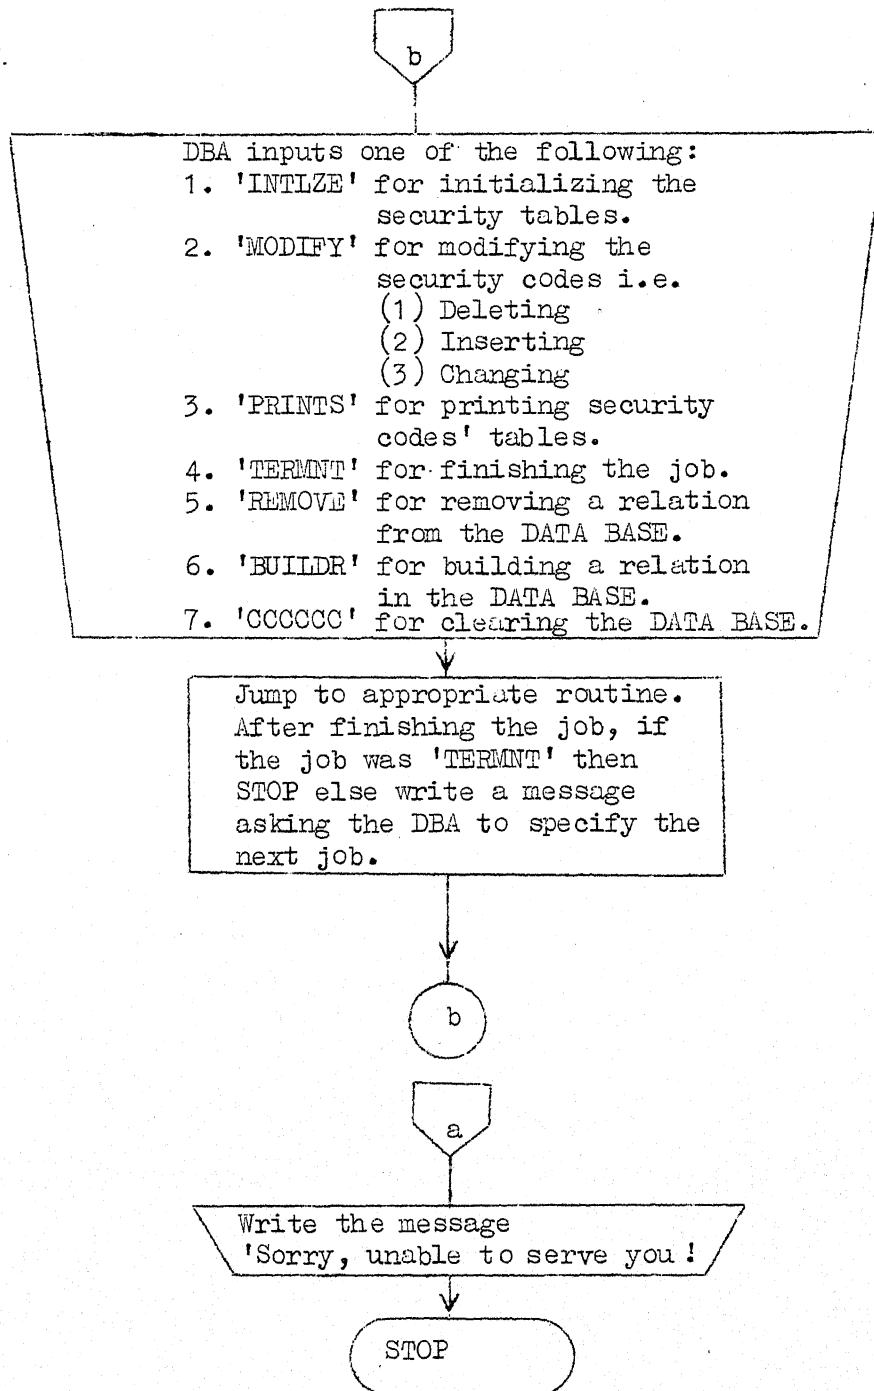 b
DBA inputs one of the following:
1. 'INTLZE' for initializing the
security tables.
2. 'MODIFY' for modifying the
security codes i.e.
(1) Deleting
(2) Inserting
(3) Changing
3. 'PRINTS' for printing security
codes' tables.
4. 'TERMNT' for finishing the job.
5. 'REMOVE' for removing a relation
from the DATA BASE.
6. 'BUILDR' for building a relation
in the DATA BASE.
7. 'CCCCCC' for clearing the DATA BASE.
Jump to appropriate routine.
After finishing the job, if
the job was 'TERMNT' then
STOP else write a message
asking the DBA to specify the
next job.
b
a
Write the message
'Sorry, unable to serve you!
STOP